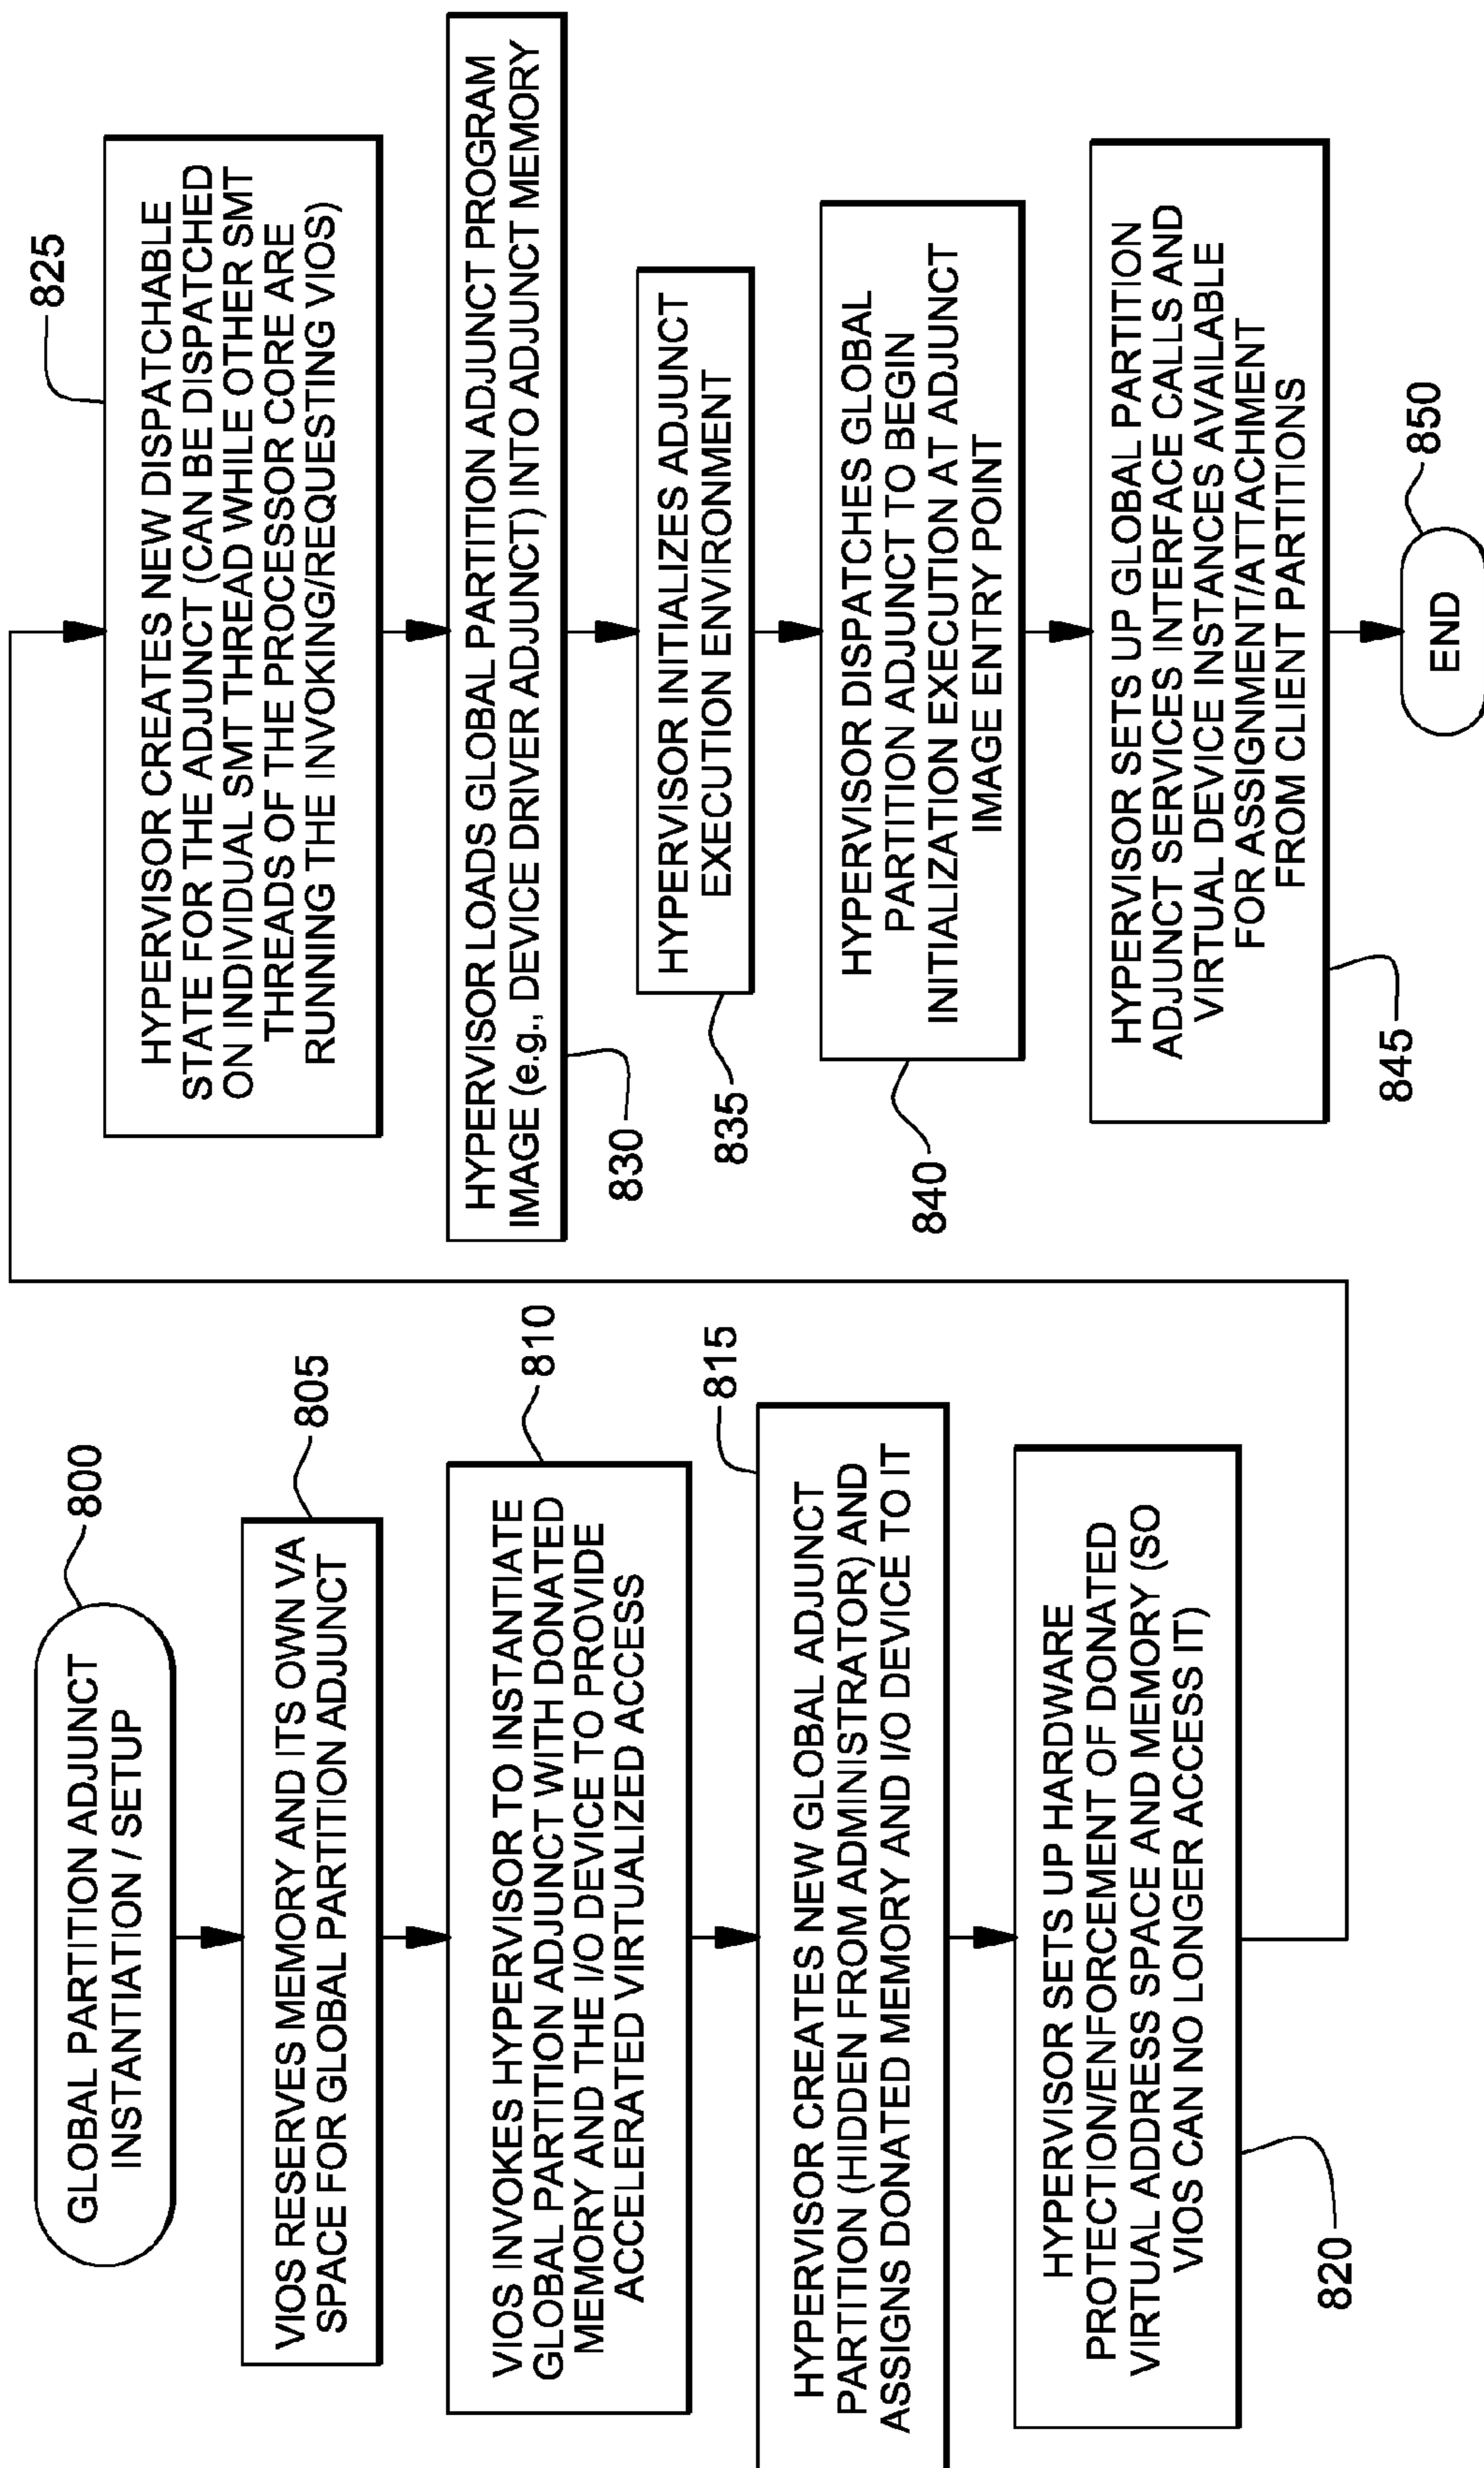 GLOBAL PARTITION ADJUNCT
INSTANTIATION / SETUP
800
VIOS RESERVES MEMORY AND ITS OWN VA
SPACE FOR GLOBAL PARTITION ADJUNCT
805
VIOS INVOKES HYPERVISOR TO INSTANTIATE
GLOBAL PARTITION ADJUNCT WITH DONATED
MEMORY AND THE I/O DEVICE TO PROVIDE
ACCELERATED VIRTUALIZED ACCESS
810
HYPERVISOR CREATES NEW GLOBAL ADJUNCT
PARTITION (HIDDEN FROM ADMINISTRATOR) AND
ASSIGNS DONATED MEMORY AND I/O DEVICE TO IT
815
HYPERVISOR SETS UP HARDWARE
PROTECTION/ENFORCEMENT OF DONATED
VIRTUAL ADDRESS SPACE AND MEMORY (SO
VIOS CAN NO LONGER ACCESS IT)
820
825
HYPERVISOR CREATES NEW DISPATCHABLE
STATE FOR THE ADJUNCT (CAN BE DISPATCHED
ON INDIVIDUAL SMT THREAD WHILE OTHER SMT
THREADS OF THE PROCESSOR CORE ARE
RUNNING THE INVOKING/REQUESTING VIOS)
HYPERVISOR LOADS GLOBAL PARTITION ADJUNCT PROGRAM
IMAGE (e.g., DEVICE DRIVER ADJUNCT) INTO ADJUNCT MEMORY
830
HYPERVISOR INITIALIZES ADJUNCT
EXECUTION ENVIRONMENT
835
HYPERVISOR DISPATCHES GLOBAL
PARTITION ADJUNCT TO BEGIN
INITIALIZATION EXECUTION AT ADJUNCT
IMAGE ENTRY POINT
840
HYPERVISOR SETS UP GLOBAL PARTITION
ADJUNCT SERVICES INTERFACE CALLS AND
VIRTUAL DEVICE INSTANCES AVAILABLE
FOR ASSIGNMENT/ATTACHMENT
FROM CLIENT PARTITIONS
845
END
850